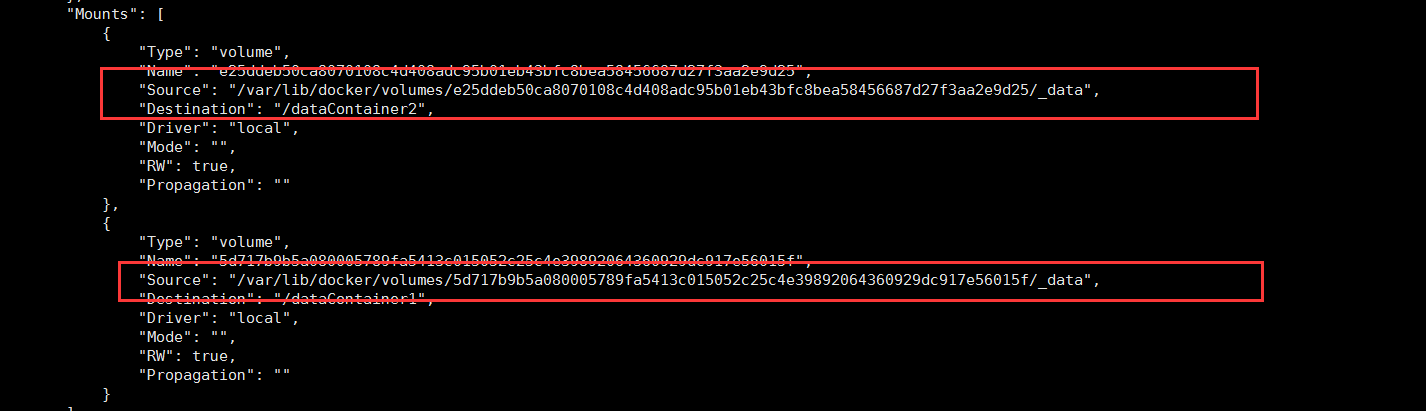 },
"Mounts": [
{
"Type": "volume",
"Name": "e25ddeb50ca8070108c4d408adc95b01eb43bfc8bea58456687d27f3aa2e9d25",
"Source": "/var/lib/docker/volumes/e25ddeb50ca8070108c4d408adc95b01eb43bfc8bea58456687d27f3aa2e9d25/_data",
"Destination": "/dataContainer2",
"Driver": "local",
"Mode": "",
"RW": true,
"Propagation": ""
},
{
"Type": "volume",
"Name": "5d717b9b5a080005789fa5413c015052c25c4e39892064360929dc917e56015f",
"Source": "/var/lib/docker/volumes/5d717b9b5a080005789fa5413c015052c25c4e39892064360929dc917e56015f/_data",
"Destination": "/dataContainer1",
"Driver": "local",
"Mode": "",
"RW": true,
"Propagation": ""
}
]